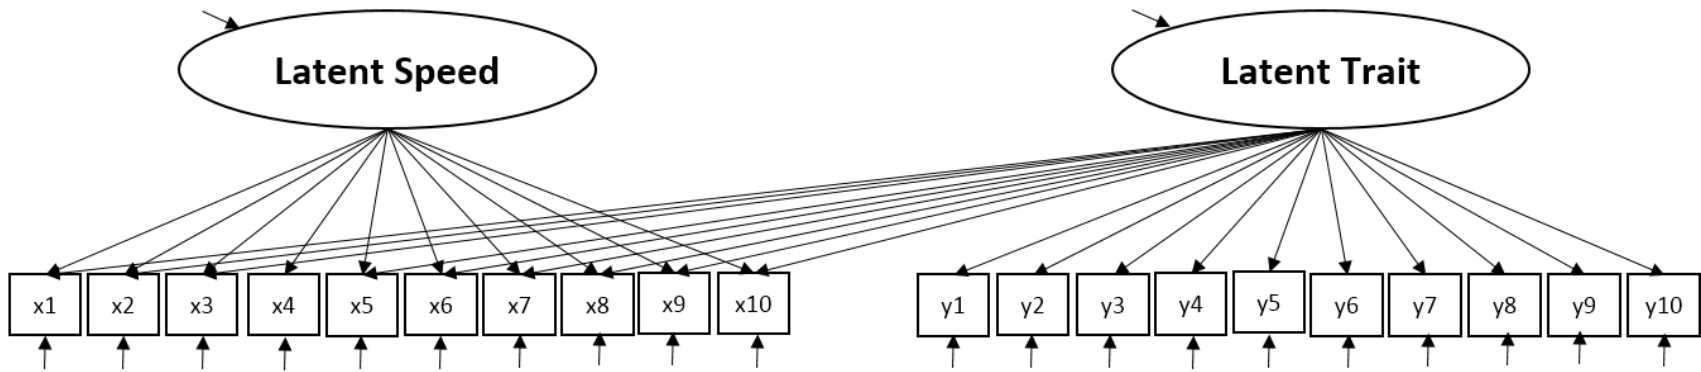 Latent Speed
Latent Trait
x1 x2 x3 x4 x5 x6 x7 x8 x9 x10
y1 y2 y3 y4 y5 y6 y7 y8 y9 y10